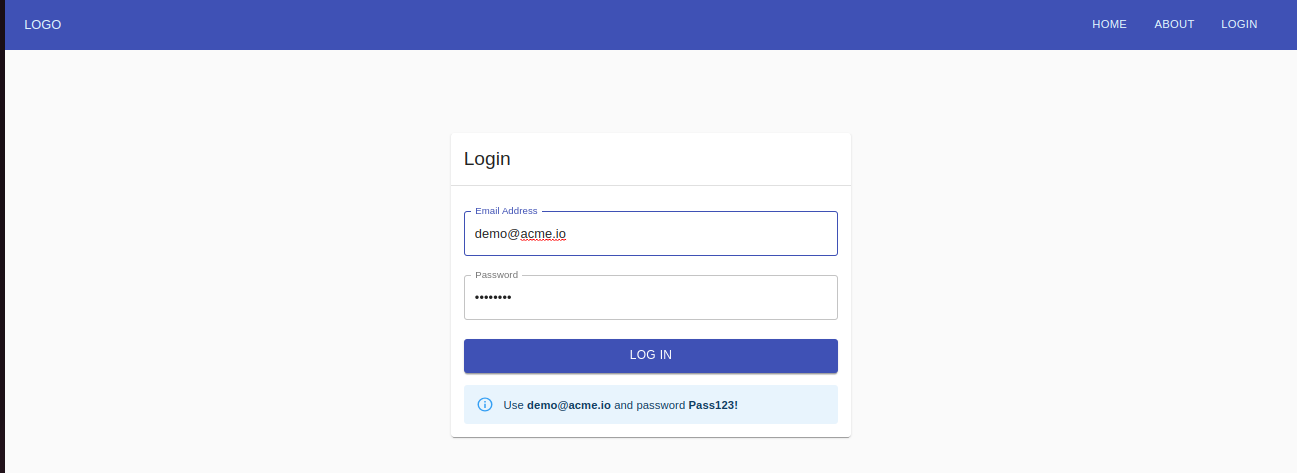 LOGO
HOME ABOUT LOGIN
Login
Email Address
demo@acme.io
Password
••••••••
LOG IN
Use demo@acme.io and password Pass123!